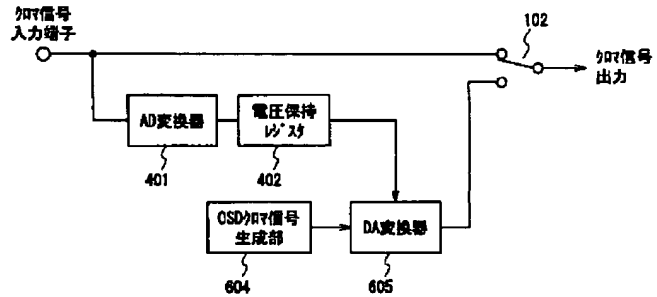 クロマ信号
入力端子
102
クロマ信号
出力
AD変換器
電圧保持
レジスタ
401
402
OSDクロマ信号
生成部
DA変換器
604
605